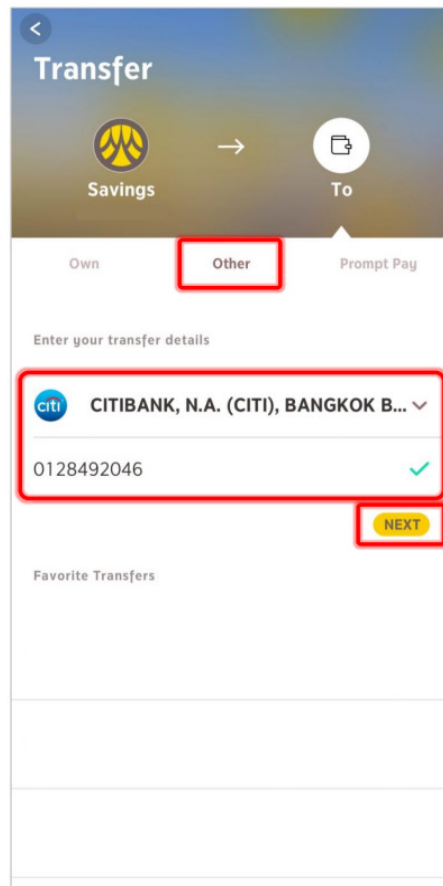 Transfer
Savings
To
Own Other Prompt Pay
Enter your transfer details
citi CITIBANK, N.A. (CITI), BANGKOK B...
0128492046
NEXT
Favorite Transfers